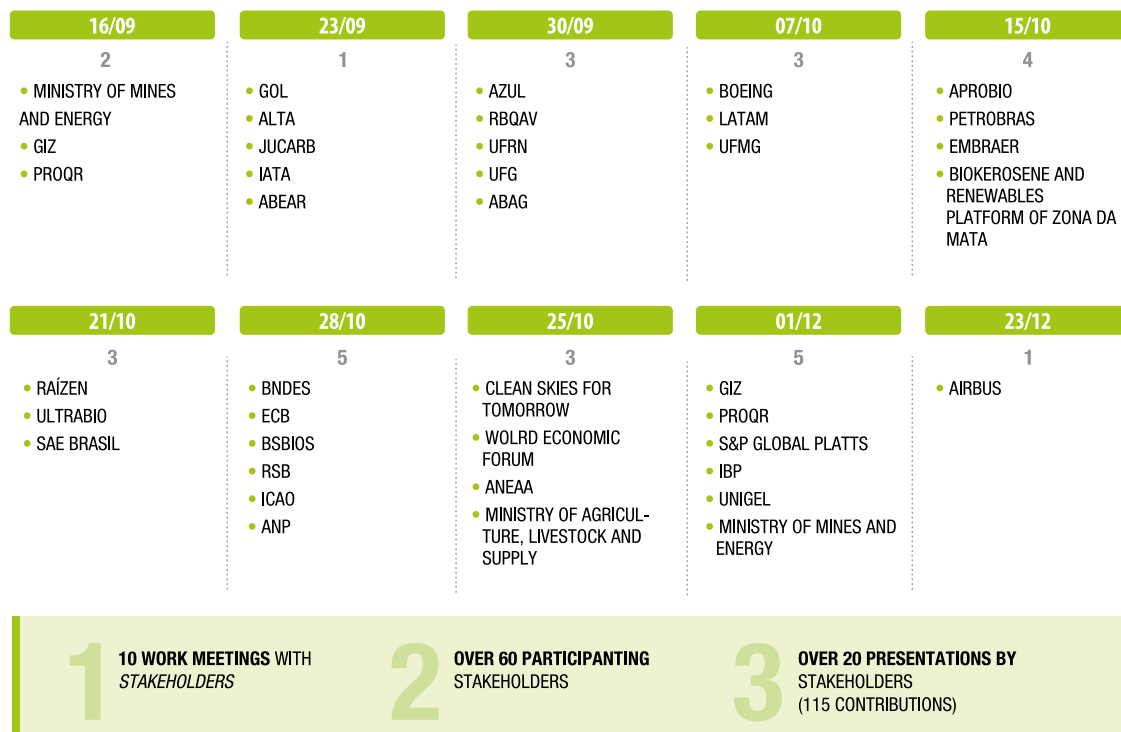 16/09
2
• MINISTRY OF MINES
AND ENERGY
• GIZ
• PROQR
23/09
1
• GOL
• ALTA
• JUCARB
• IATA
• ABEAR
30/09
3
• AZUL
• RBQAV
• UFRN
• UFG
• ABAG
07/10
3
• BOEING
• LATAM
• UFMG
15/10
4
• APROBIO
• PETROBRAS
• EMBRAER
• BIOKEROSENE AND
RENEWABLES
PLATFORM OF ZONA DA
MATA
21/10
3
• RAÍZEN
• ULTRABIO
• SAE BRASIL
28/10
5
• BNDES
• ECB
• BSBIOS
• RSB
• ICAO
• ANP
25/10
3
• CLEAN SKIES FOR
TOMORROW
• WOLRD ECONOMIC
FORUM
• ANEAA
• MINISTRY OF AGRICUL-
TURE, LIVESTOCK AND
SUPPLY
01/12
5
• GIZ
• PROQR
• S&P GLOBAL PLATTS
• IBP
• UNIGEL
• MINISTRY OF MINES AND
ENERGY
23/12
1
• AIRBUS
1
10 WORK MEETINGS WITH
STAKEHOLDERS
2
OVER 60 PARTICIPANTING
STAKEHOLDERS
3
OVER 20 PRESENTATIONS BY
STAKEHOLDERS
(115 CONTRIBUTIONS)